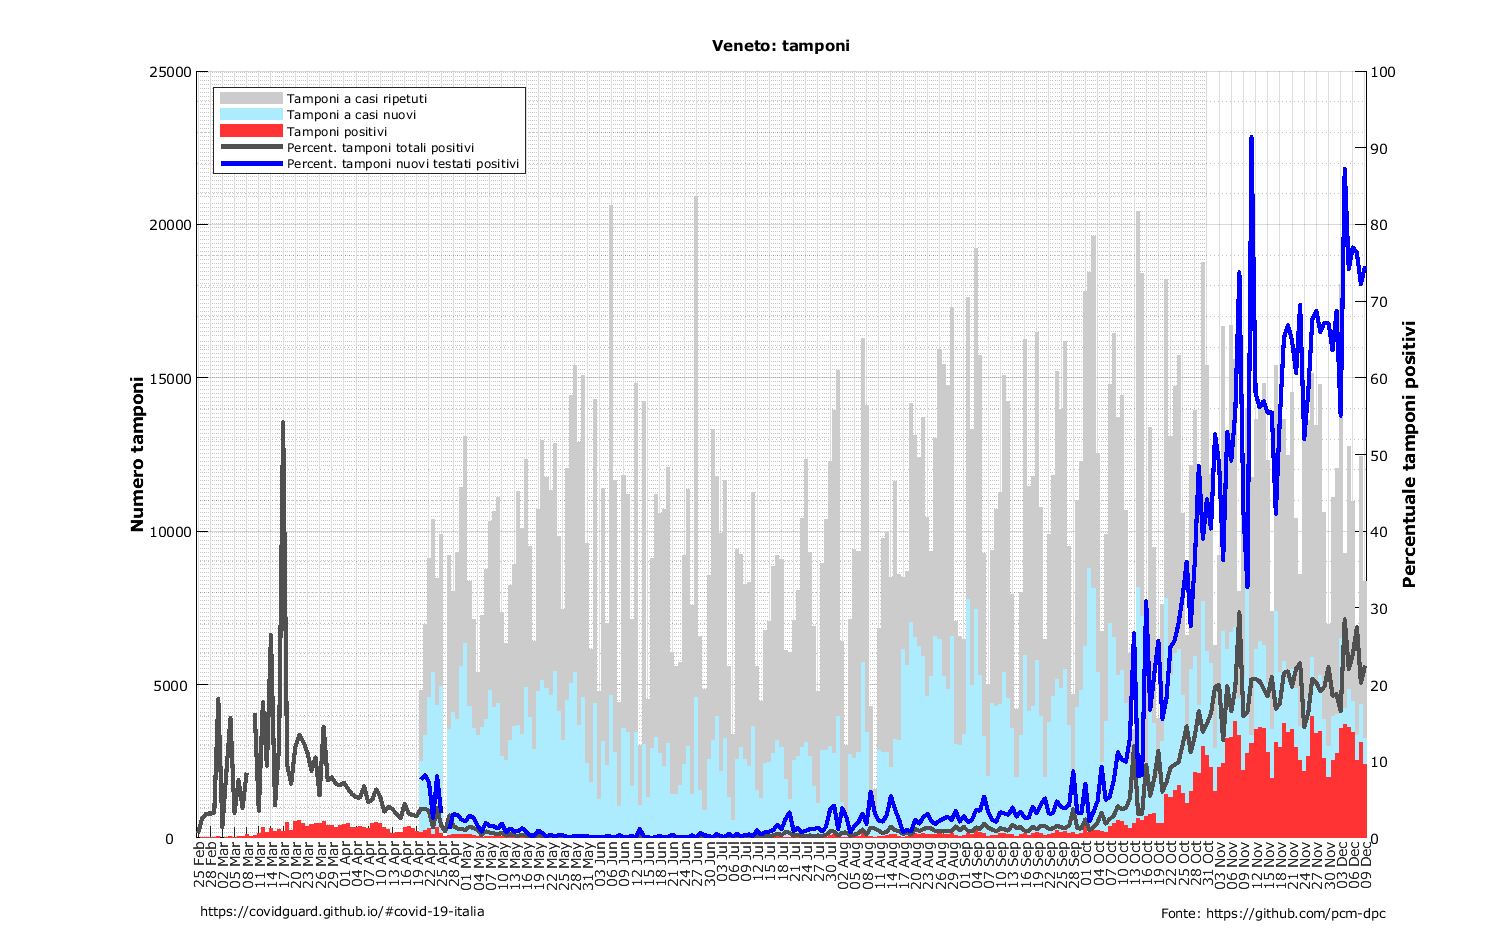 Veneto: tamponi
Tamponi a casi ripetuti
Tamponi a casi nuovi
Tamponi positivi
Percent. tamponi totali positivi
Percent. tamponi nuovi testati positivi
Numero tamponi
25000
20000
15000
10000
5000
0
Percentuale tamponi positivi
100
90
80
70
60
50
40
30
20
10
0
25 Feb
28 Feb
02 Mar
05 Mar
08 Mar
11 Mar
14 Mar
17 Mar
20 Mar
23 Mar
26 Mar
29 Mar
01 Apr
04 Apr
07 Apr
10 Apr
13 Apr
16 Apr
19 Apr
22 Apr
25 Apr
28 Apr
01 May
04 May
07 May
10 May
13 May
16 May
19 May
22 May
25 May
28 May
31 May
03 Jun
06 Jun
09 Jun
12 Jun
15 Jun
18 Jun
21 Jun
24 Jun
27 Jun
30 Jun
03 Jul
06 Jul
09 Jul
12 Jul
15 Jul
18 Jul
21 Jul
24 Jul
27 Jul
30 Jul
02 Aug
05 Aug
08 Aug
11 Aug
14 Aug
17 Aug
20 Aug
23 Aug
26 Aug
29 Aug
01 Sep
04 Sep
07 Sep
10 Sep
13 Sep
16 Sep
19 Sep
22 Sep
25 Sep
28 Sep
01 Oct
04 Oct
07 Oct
10 Oct
13 Oct
16 Oct
19 Oct
22 Oct
25 Oct
28 Oct
31 Oct
03 Nov
06 Nov
09 Nov
12 Nov
15 Nov
18 Nov
21 Nov
24 Nov
27 Nov
30 Nov
03 Dec
06 Dec
09 Dec
https://covidguard.github.io/#covid-19-italia
Fonte: https://github.com/pcm-dpc